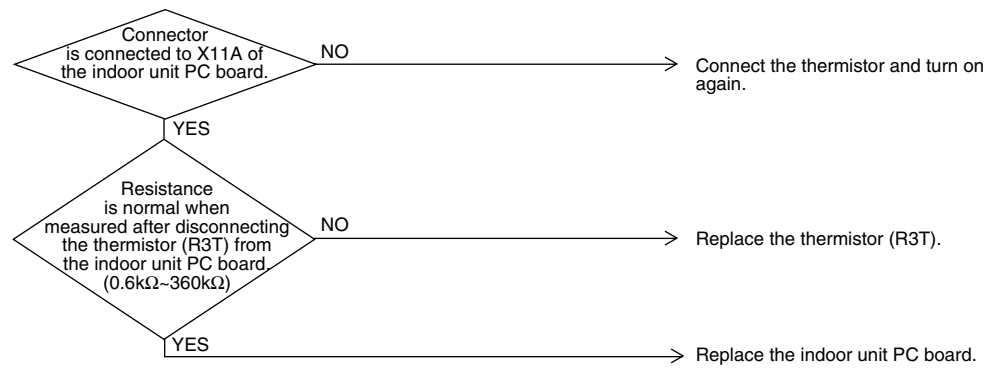 Connector
is connected to X11A of
the indoor unit PC board.
NO
Connect the thermistor and turn on
again.
YES
Resistance
is normal when
measured after disconnecting
the thermistor (R3T) from
the indoor unit PC board.
(0.6kΩ~360kΩ)
NO
Replace the thermistor (R3T).
YES
Replace the indoor unit PC board.